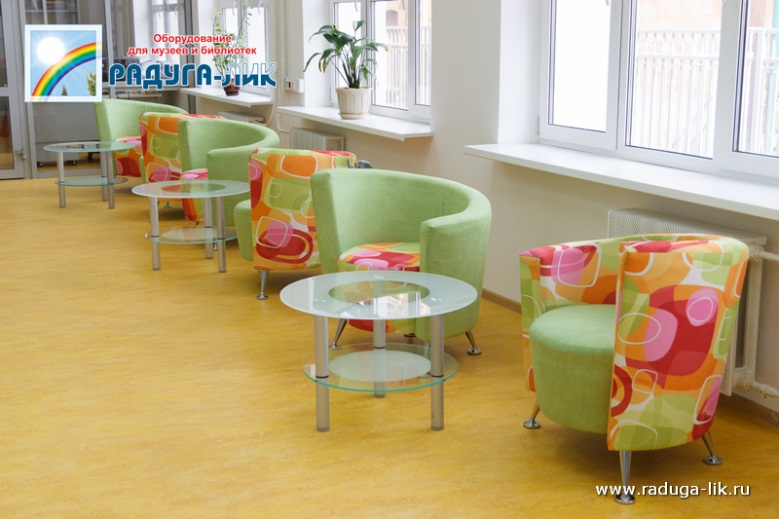 Оборудование
для музеев и библиотек
РАДУГА-ЛИК
www.raduga-lik.ru